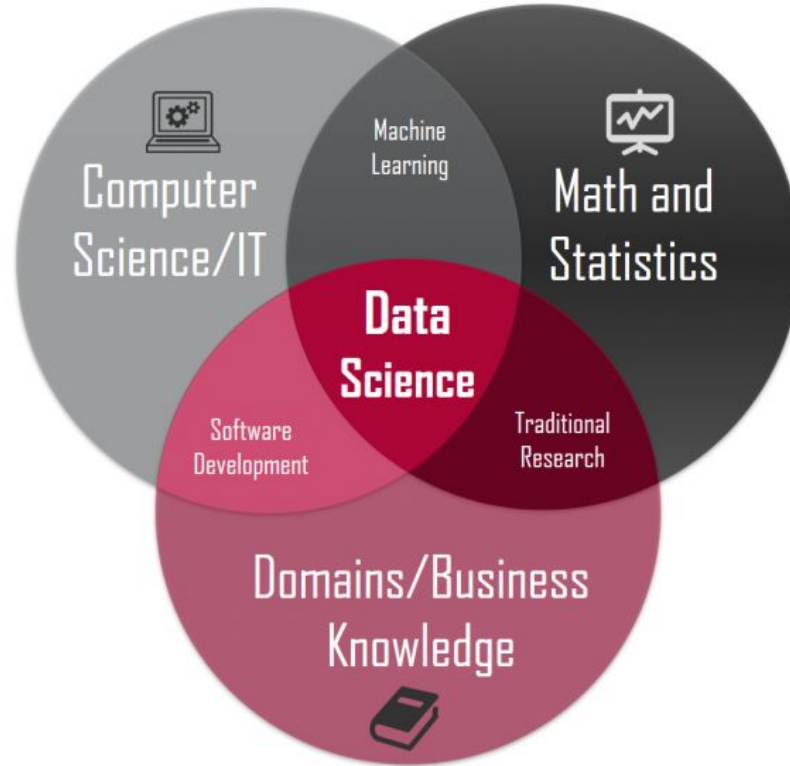 Machine
Learning
Computer
Science/IT
Math and
Statistics
Data
Science
Software
Development
Traditional
Research
Domains/Business
Knowledge